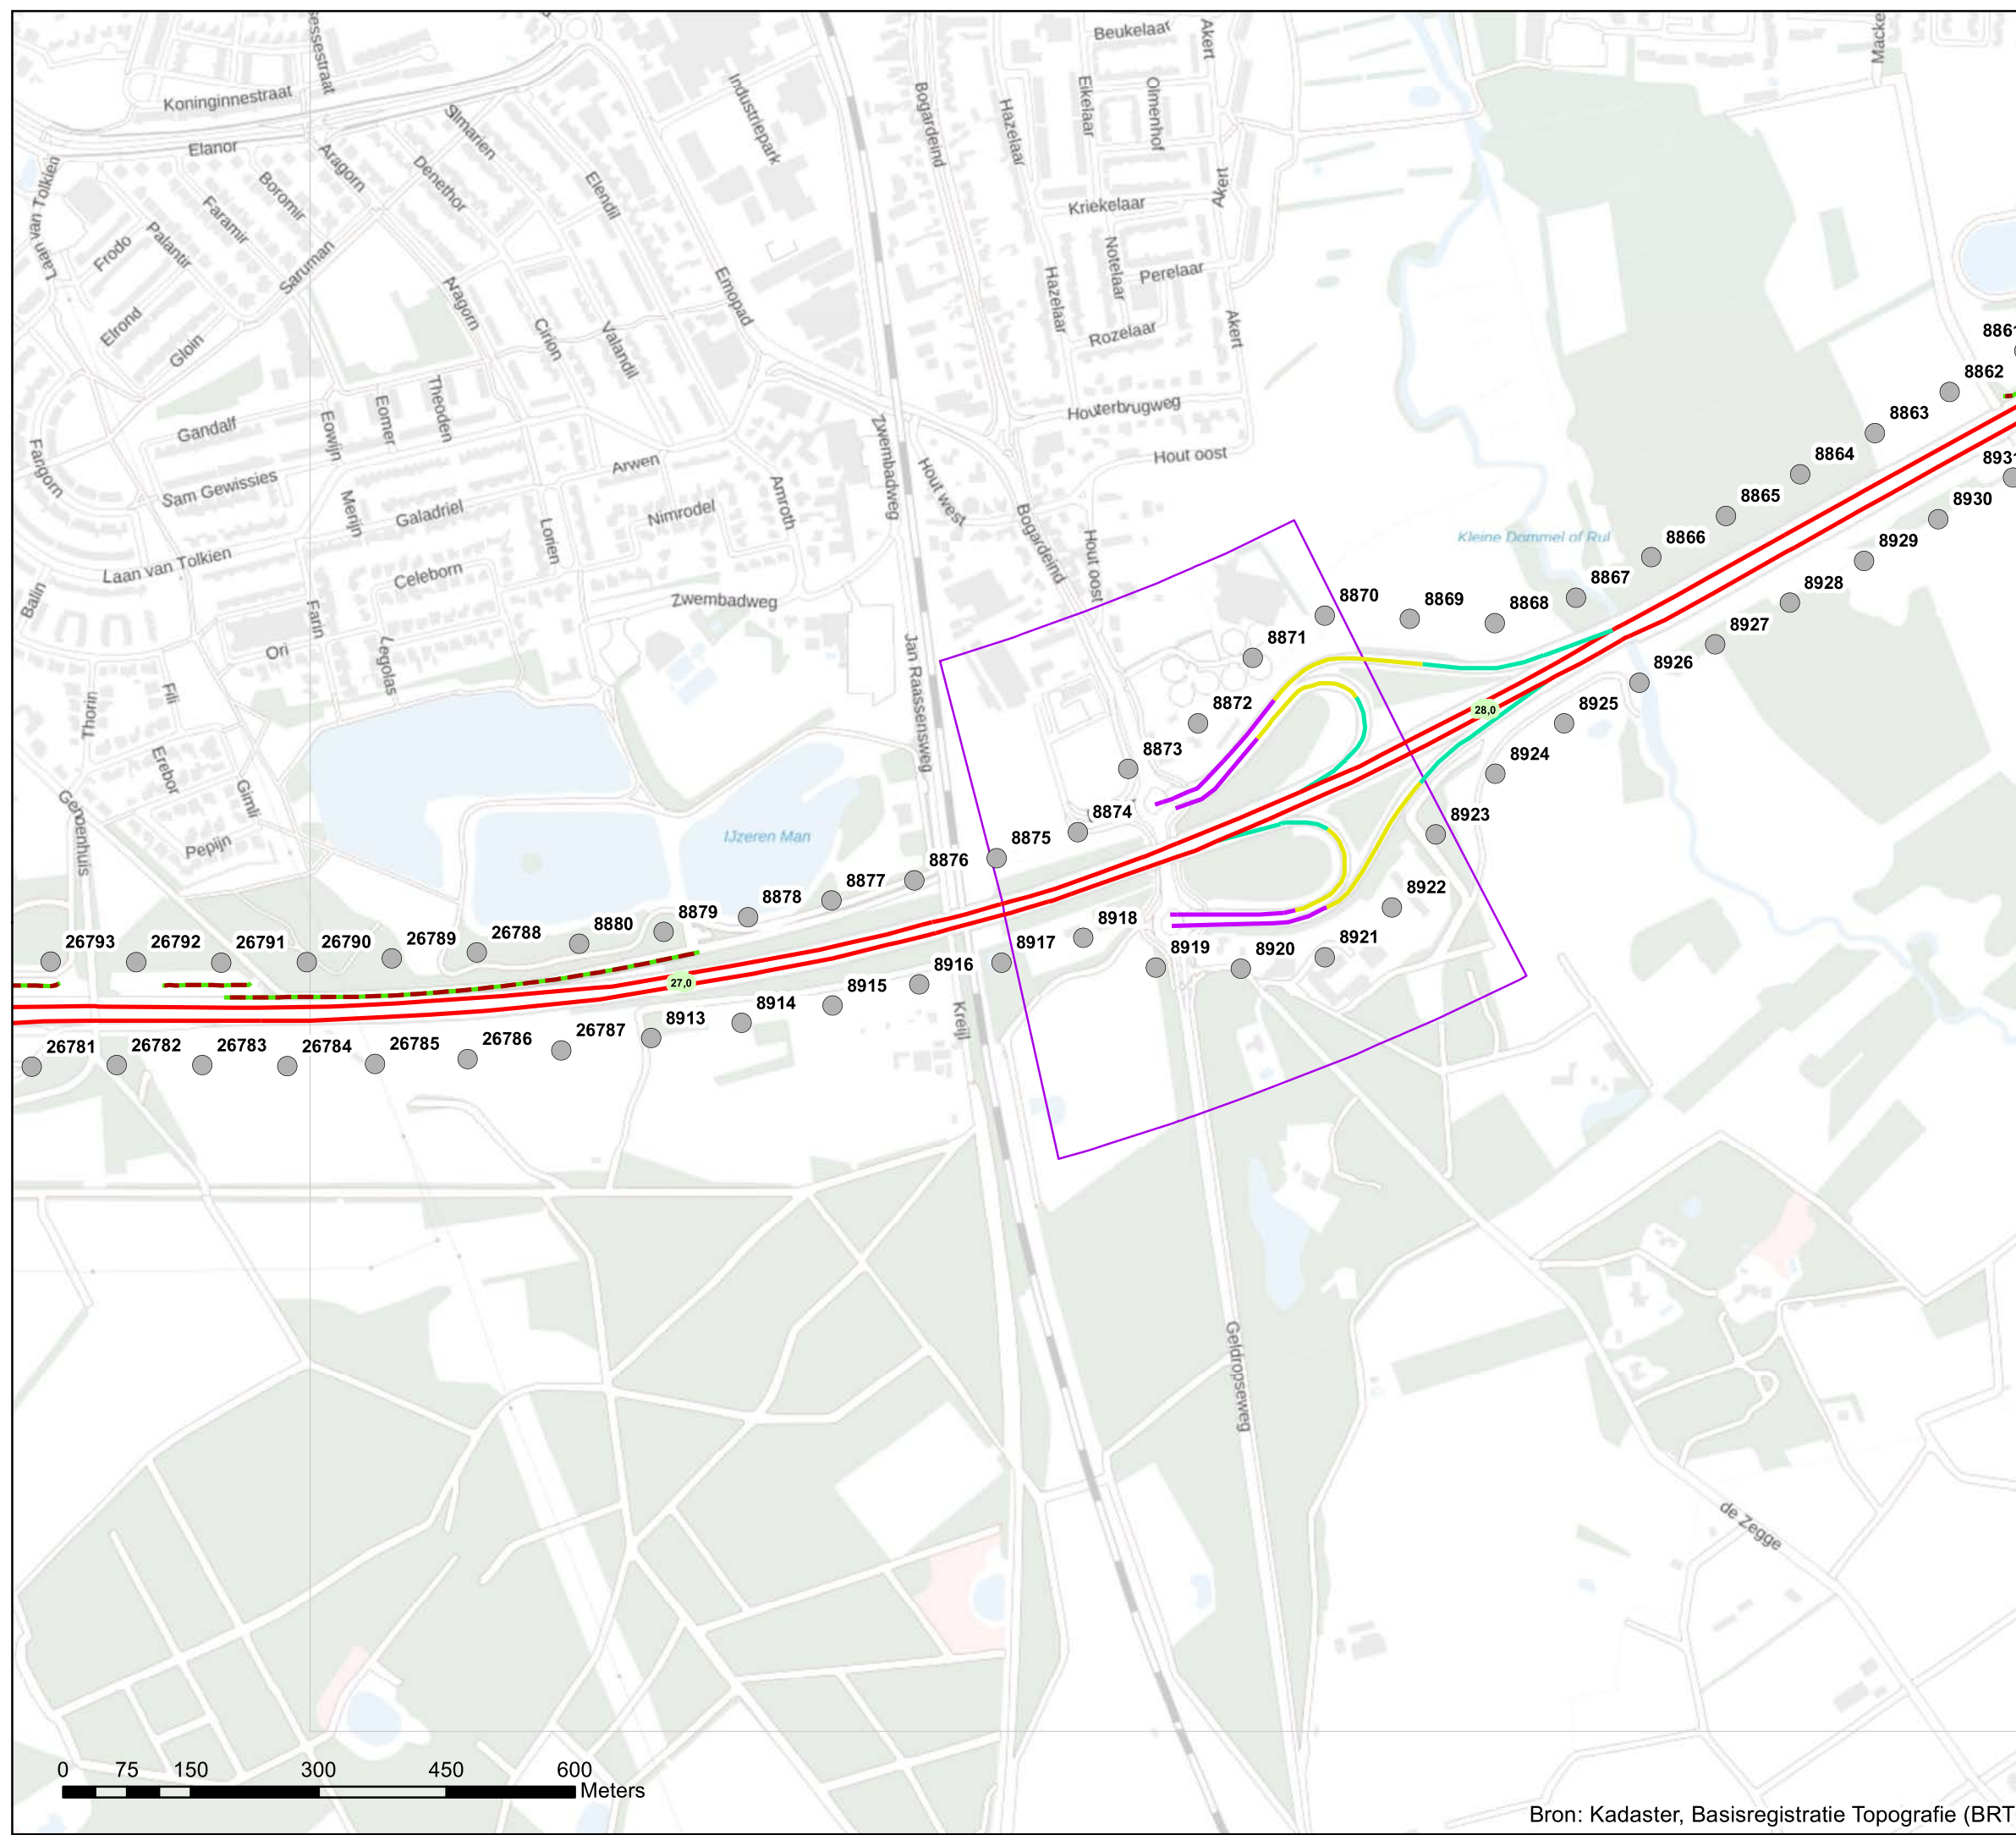 Beukelaar
Akert
Koninginnestraat
Industriepark
Bogardeind
Hazelaar
Eikelaar
Olmenhof
Silmarien
Elanor
Aragorn
Denethor
Elendil
Laan van Tolkien
Boromir
Faramir
Palantir
Frodo
Saruman
Akert
Kriekelaar
Notelaar
Perelaar
Hazelaar
Rozelaar
Akert
Ernopad
Aragorn
Cirion
Valandil
Elrond
Gloin
Theoden
Eomer
Eowijn
Gandalf
Houterbrugweg
Hout oost
Zwembadweg
Hout west
Bogardeind
Hout oost
Fangorn
Sam Gewissies
Merijn
Galadriel
Arwen
Nimrodel
Amroth
Lorien
Laan van Tolkien
Celeborn
Zwembadweg
Balin
Farin
Ori
Legolas
Jan Raassensweg
Thorin
Fili
Erebor
Gimli
Pepijn
Genoenhuis
IJzeren Man
Kleine Dommel of Rul
8862
8863
8864
8865
8866
8867
8868
8869
8870
8871
8872
8873
8874
8875
8876
8877
8878
8879
8880
26788
26789
26790
26791
26792
26793
8930
8929
8928
8927
8926
8925
8924
8923
8922
8921
8920
8919
8918
8917
8916
8915
8914
8913
26787
26786
26785
26784
26783
26782
26781
28,0
27,0
Kreijl
Geldropseweg
de Zegge
0 75 150 300 450 600
Meters
Bron: Kadaster, Basisregistratie Topografie (BRT